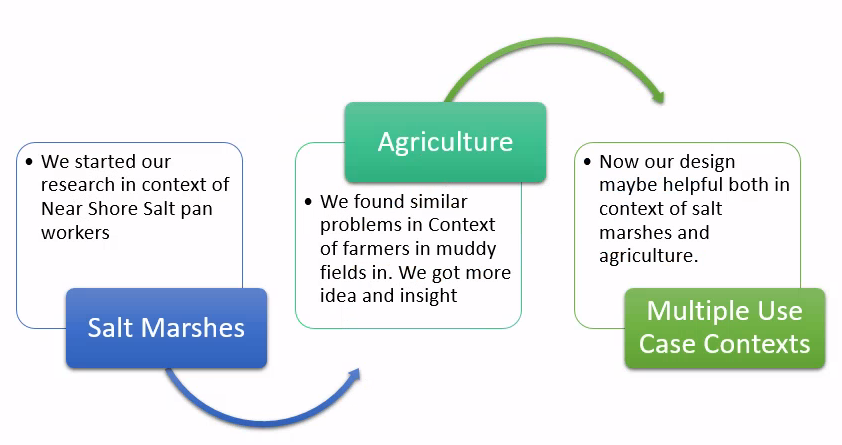 • We started our
research in context of
Near Shore Salt pan
workers
Salt Marshes
Agriculture
• We found similar
problems in Context
of farmers in muddy
fields in. We got more
idea and insight
• Now our design
maybe helpful both in
context of salt
marshes and
agriculture.
Multiple Use
Case Contexts